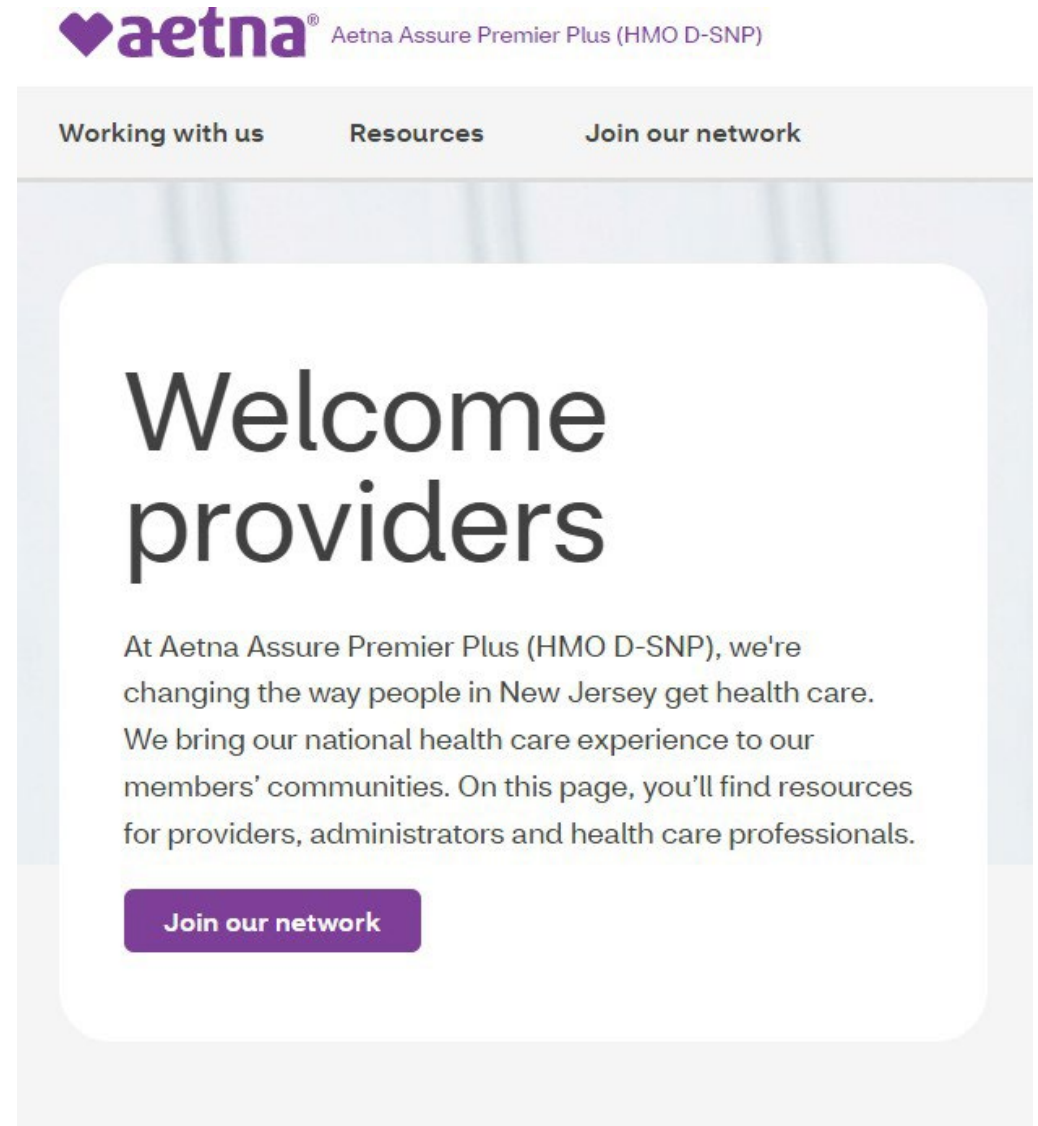 aetna® Aetna Assure Premier Plus (HMO D-SNP)
Working with us Resources Join our network
Welcome
providers
At Aetna Assure Premier Plus (HMO D-SNP), we're
changing the way people in New Jersey get health care.
We bring our national health care experience to our
members’ communities. On this page, you’ll find resources
for providers, administrators and health care professionals.
Join our network